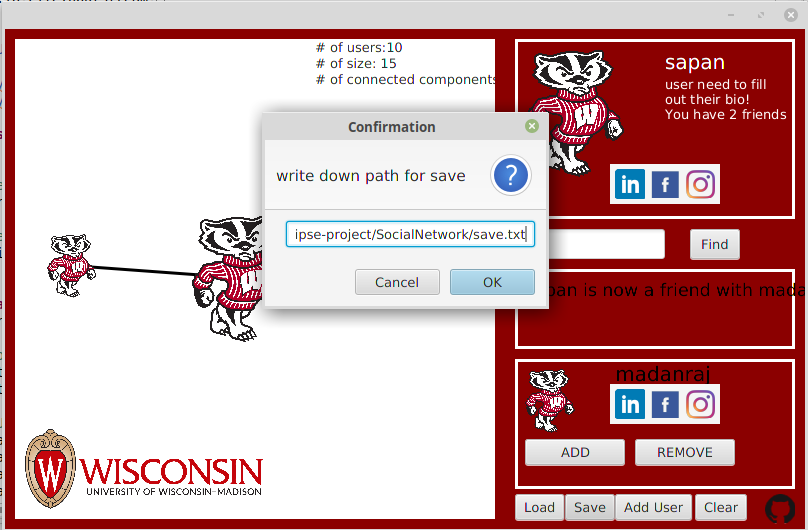 # of users:10
# of size: 15
# of connected components
sapan
user need to fill
out their bio!
You have 2 friends
Confirmation
write down path for save
?
ipse-project/SocialNetwork/save.txt
Cancel
OK
in f
Find
pan is now a friend with mada
madanraj
in f
ADD
REMOVE
W
WISCONSIN
UNIVERSITY OF WISCONSIN–MADISON
Load
Save
Add User
Clear